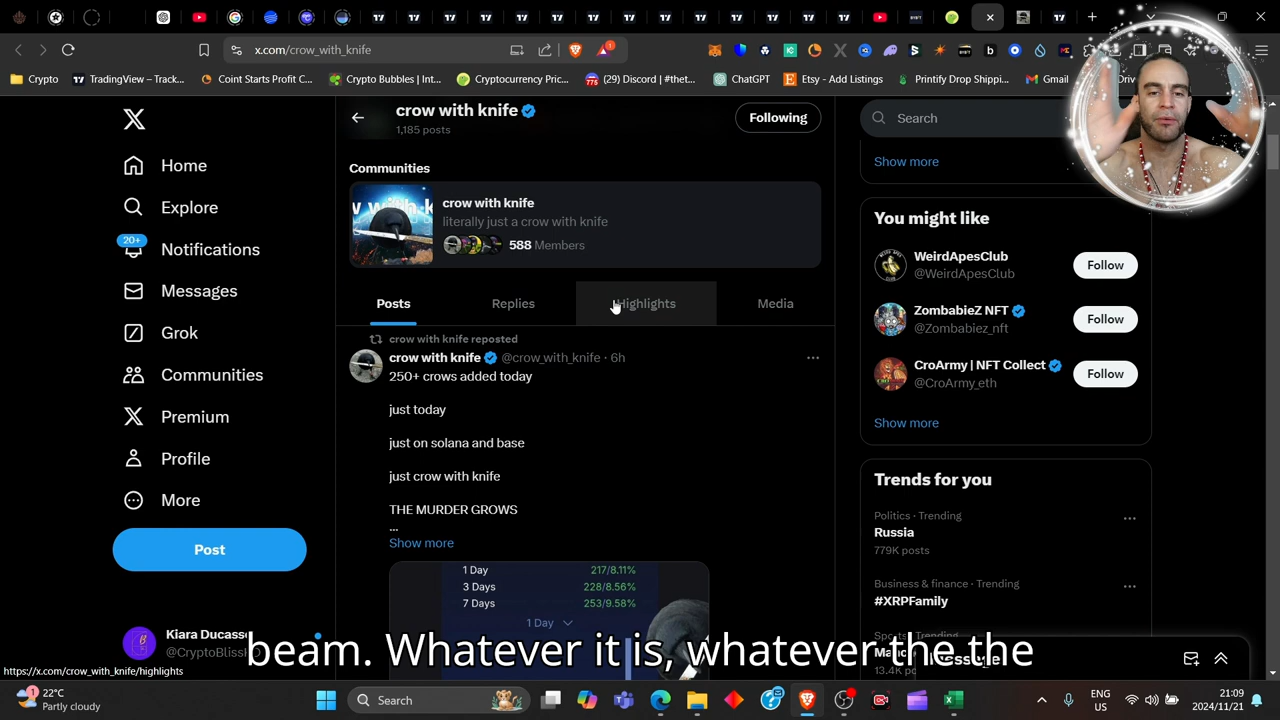 x.com/crow_with_knife
1
Crypto
TradingView – Track...
Coint Starts Profit C...
Crypto Bubbles | Int...
Cryptocurrency Pric...
(29) Discord | #thet...
ChatGPT
Etsy - Add Listings
Printify Drop Shippi...
Gmail
Driv
crow with knife
1,185 posts
Following
Search
Communities
crow with knife
literally just a crow with knife
588 Members
Posts
Replies
Highlights
Media
Home
Explore
20+
Notifications
Messages
Grok
Communities
Premium
Profile
More
Post
Kiara Ducasse
@CryptoBlissH
crow with knife reposted
crow with knife @crow_with_knife · 6h
250+ crows added today
just today
just on solana and base
just crow with knife
THE MURDER GROWS
...
Show more
1 Day 217/8.11%
3 Days 228/8.56%
7 Days 253/9.58%
1 Day
Show more
You might like
WeirdApesClub
@WeirdApesClub
Follow
ZombabieZ NFT
@Zombabiez_nft
Follow
CroArmy | NFT Collect
@CroArmy_eth
Follow
Show more
Trends for you
Politics · Trending
Russia
779K posts
Business & finance · Trending
#XRPFamily
13.4K
beam. Whatever it is, whatever the the
https://x.com/crow_with_knife/highlights
1
22°C
Partly cloudy
Search
ENG
US
21:09
2024/11/21